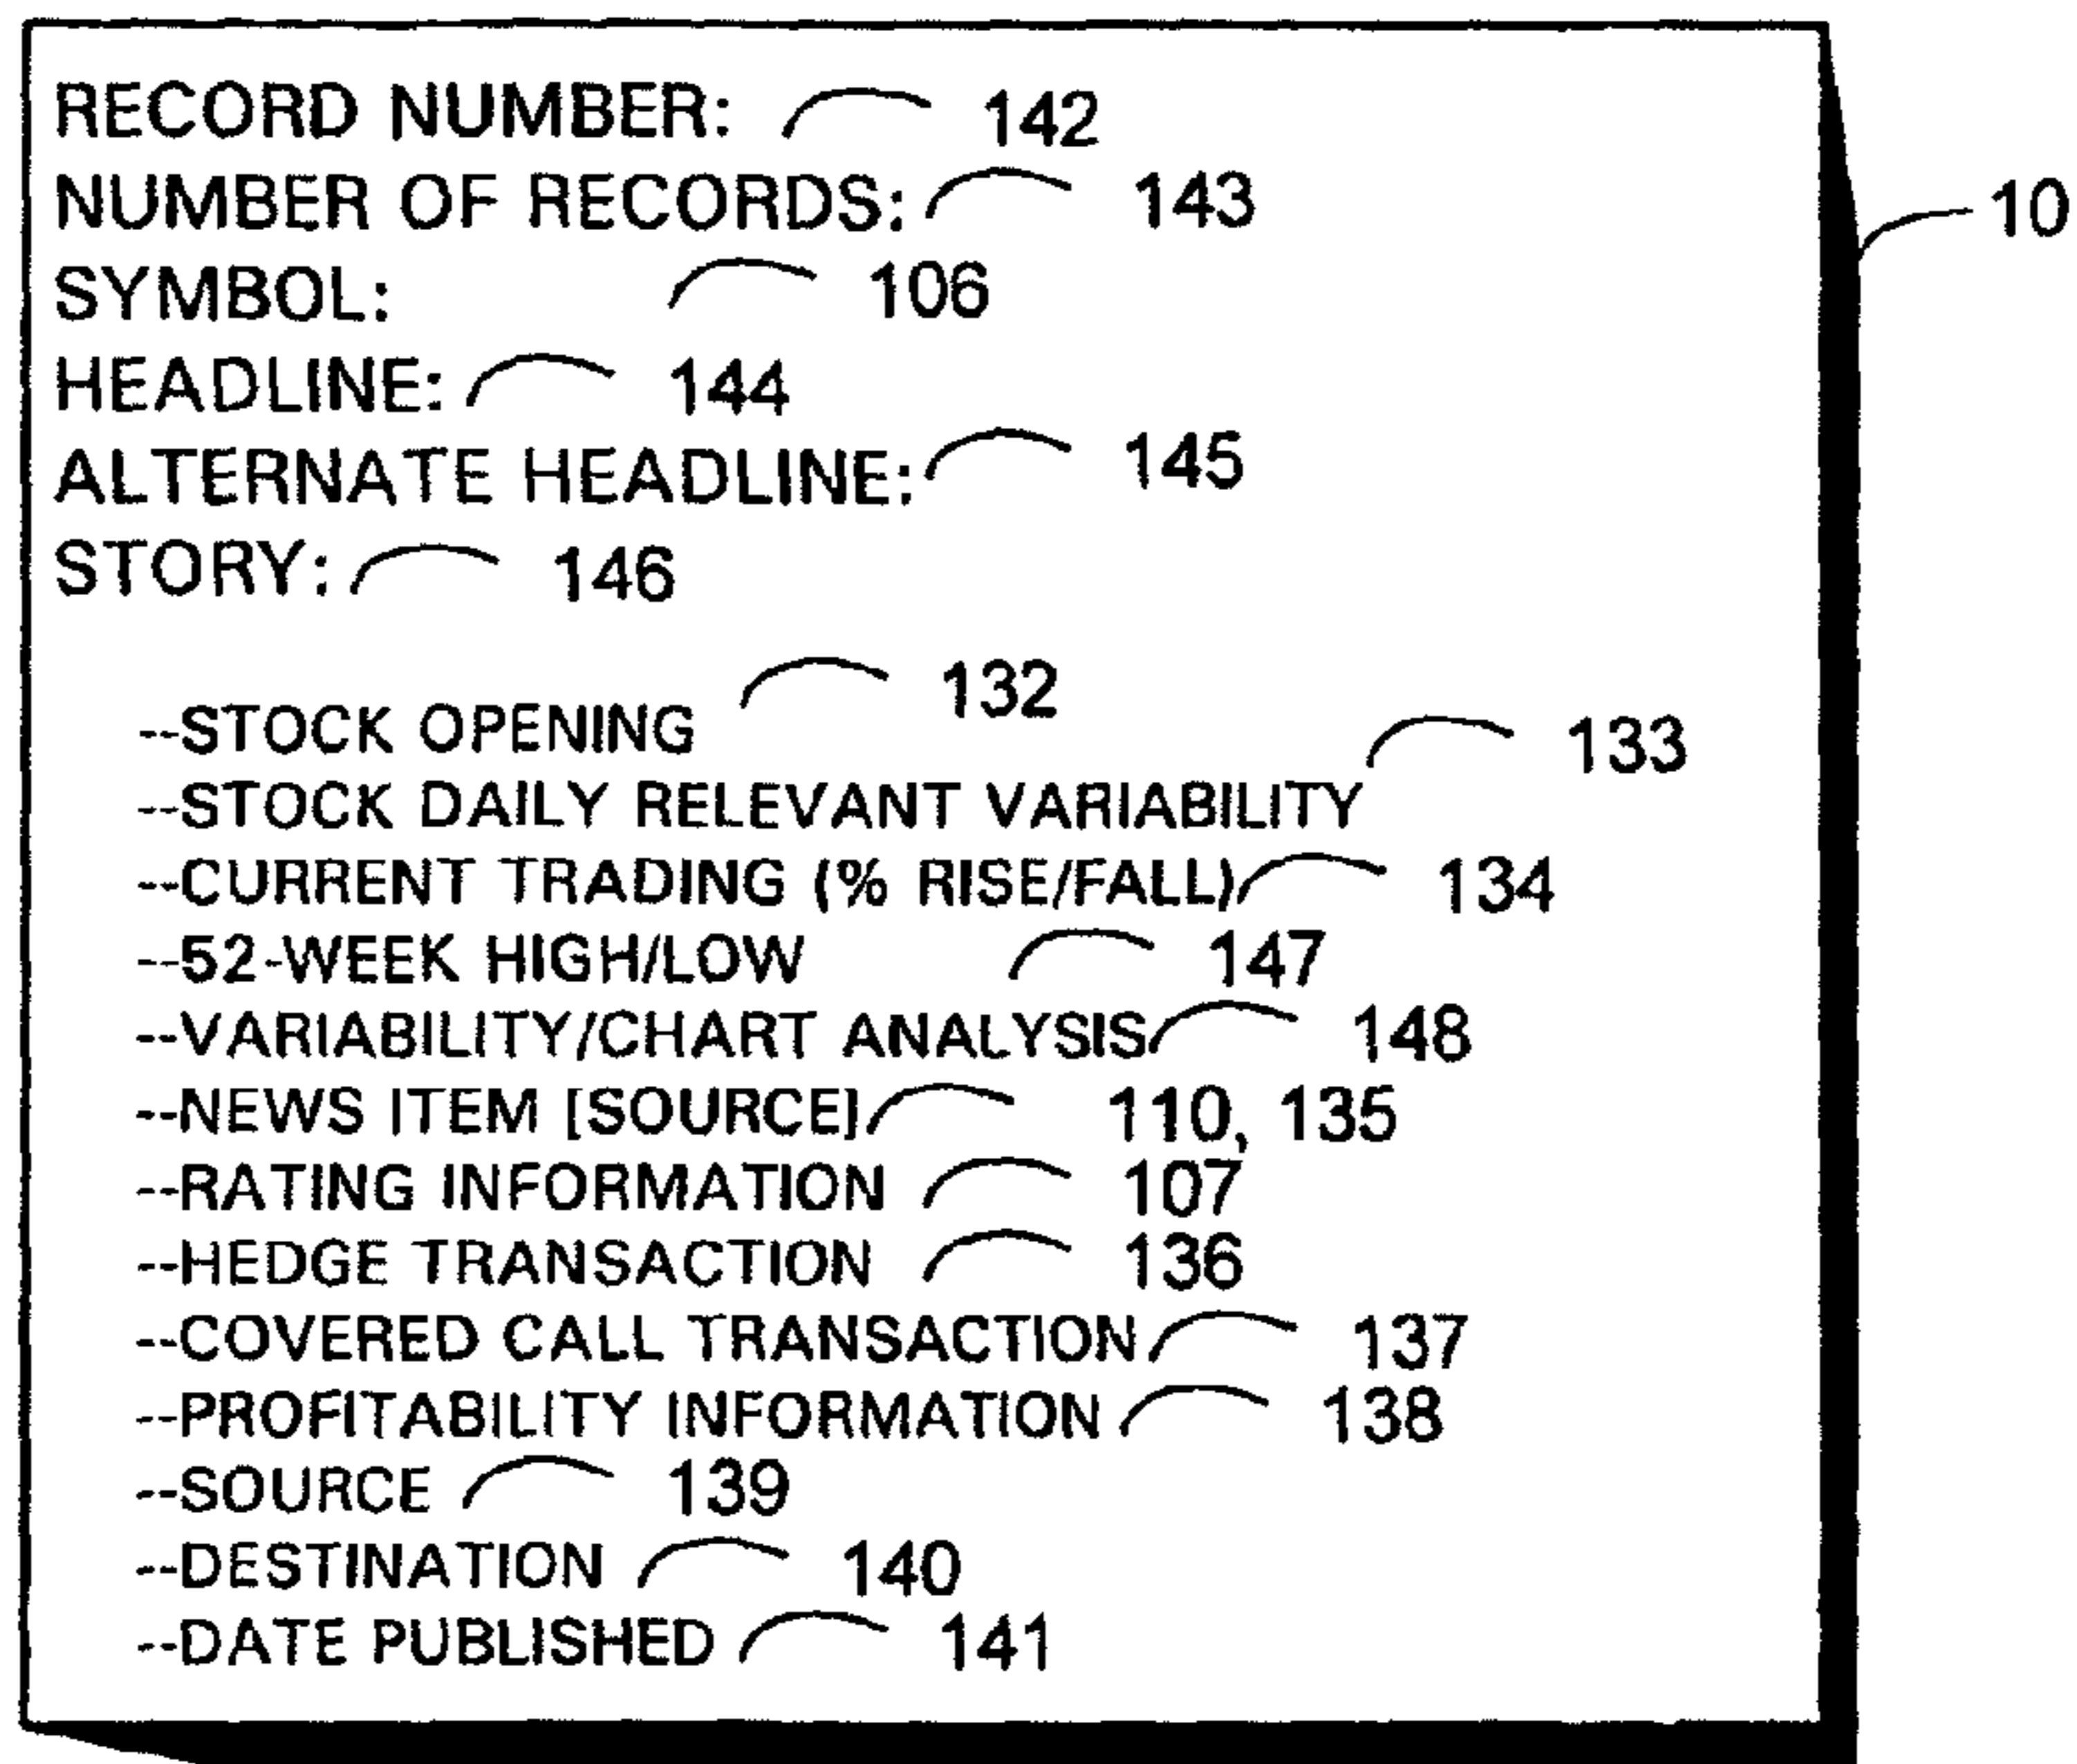 RECORD NUMBER: 142
NUMBER OF RECORDS: 143
10
SYMBOL: 106
HEADLINE: 144
ALTERNATE HEADLINE: 145
STORY: 146
--STOCK OPENING 132
--STOCK DAILY RELEVANT VARIABILITY 133
--CURRENT TRADING (% RISE/FALL) 134
--52-WEEK HIGH/LOW 147
--VARIABILITY/CHART ANALYSIS 148
--NEWS ITEM [SOURCE] 110, 135
--RATING INFORMATION 107
--HEDGE TRANSACTION 136
--COVERED CALL TRANSACTION 137
--PROFITABILITY INFORMATION 138
--SOURCE 139
--DESTINATION 140
--DATE PUBLISHED 141